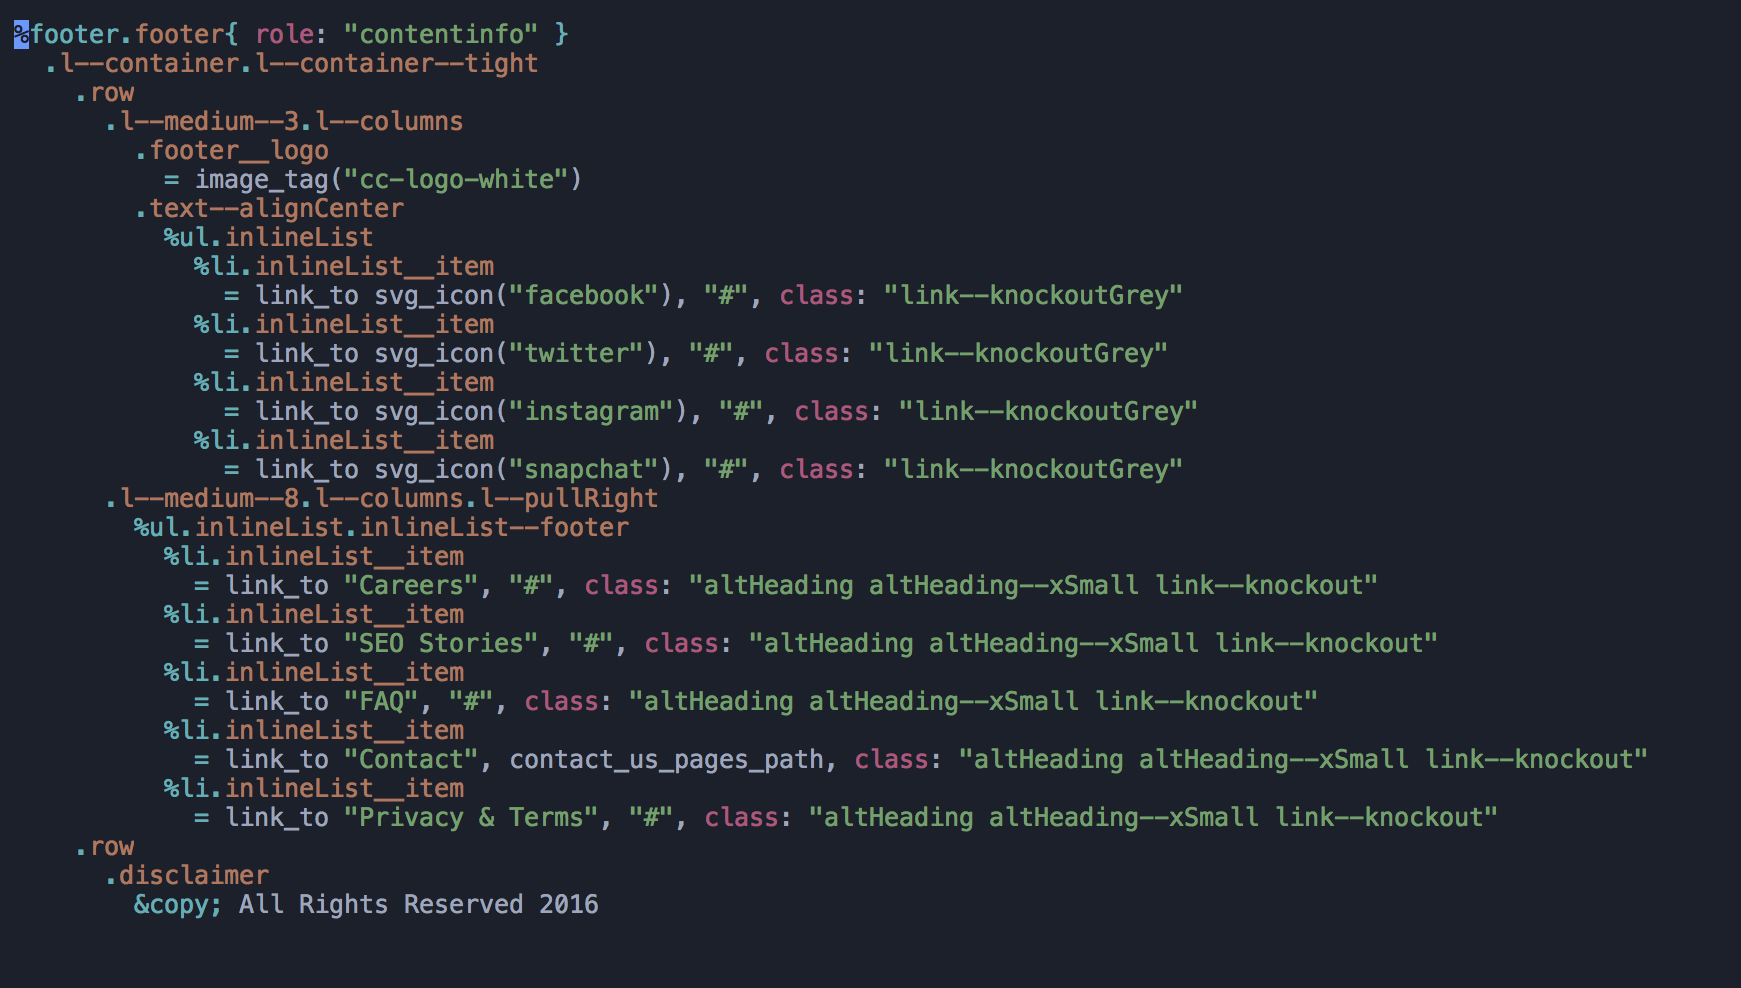 %footer.footer{ role: "contentinfo" }
  .l--container.l--container--tight
    .row
      .l--medium--3.l--columns
        .footer__logo
          = image_tag("cc-logo-white")
        .text--alignCenter
          %ul.inlineList
            %li.inlineList__item
              = link_to svg_icon("facebook"), "#", class: "link--knockoutGrey"
            %li.inlineList__item
              = link_to svg_icon("twitter"), "#", class: "link--knockoutGrey"
            %li.inlineList__item
              = link_to svg_icon("instagram"), "#", class: "link--knockoutGrey"
            %li.inlineList__item
              = link_to svg_icon("snapchat"), "#", class: "link--knockoutGrey"
      .l--medium--8.l--columns.l--pullRight
        %ul.inlineList.inlineList--footer
          %li.inlineList__item
            = link_to "Careers", "#", class: "altHeading altHeading--xSmall link--knockout"
          %li.inlineList__item
            = link_to "SEO Stories", "#", class: "altHeading altHeading--xSmall link--knockout"
          %li.inlineList__item
            = link_to "FAQ", "#", class: "altHeading altHeading--xSmall link--knockout"
          %li.inlineList__item
            = link_to "Contact", contact_us_pages_path, class: "altHeading altHeading--xSmall link--knockout"
          %li.inlineList__item
            = link_to "Privacy & Terms", "#", class: "altHeading altHeading--xSmall link--knockout"
    .row
      .disclaimer
        &copy; All Rights Reserved 2016